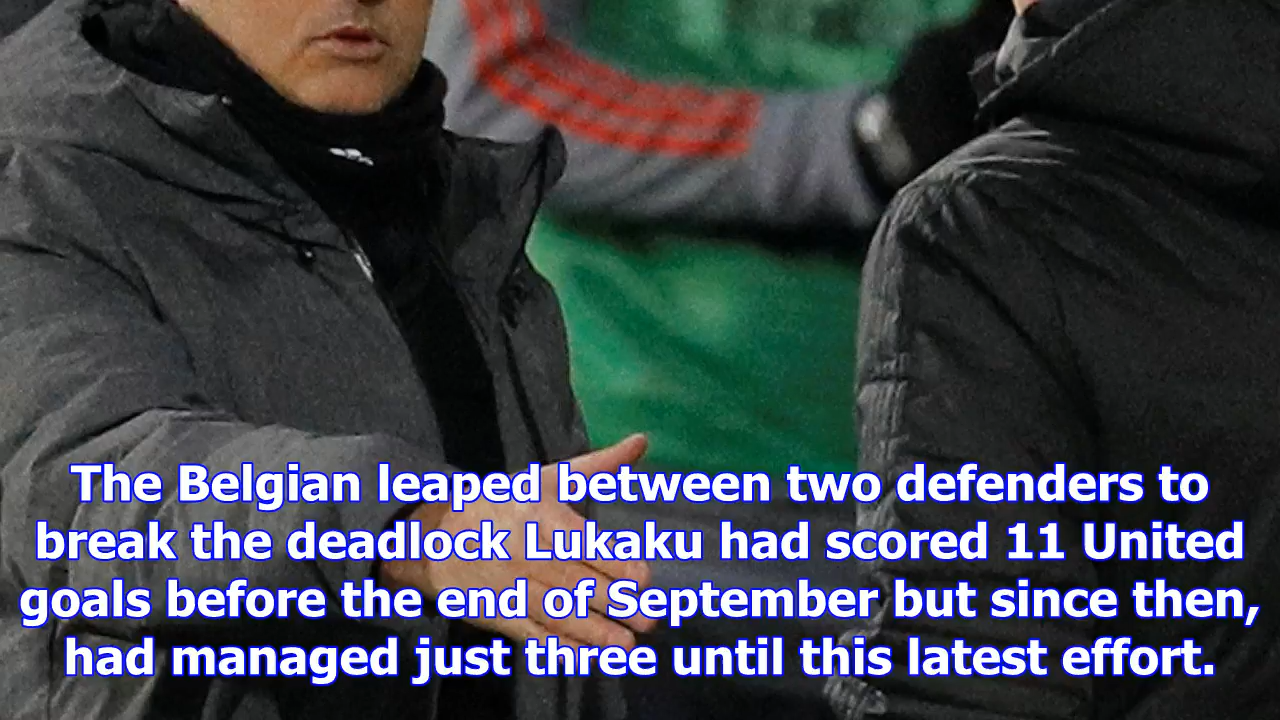 The Belgian leaped between two defenders to
break the deadlock Lukaku had scored 11 United
goals before the end of September but since then,
had managed just three until this latest effort.